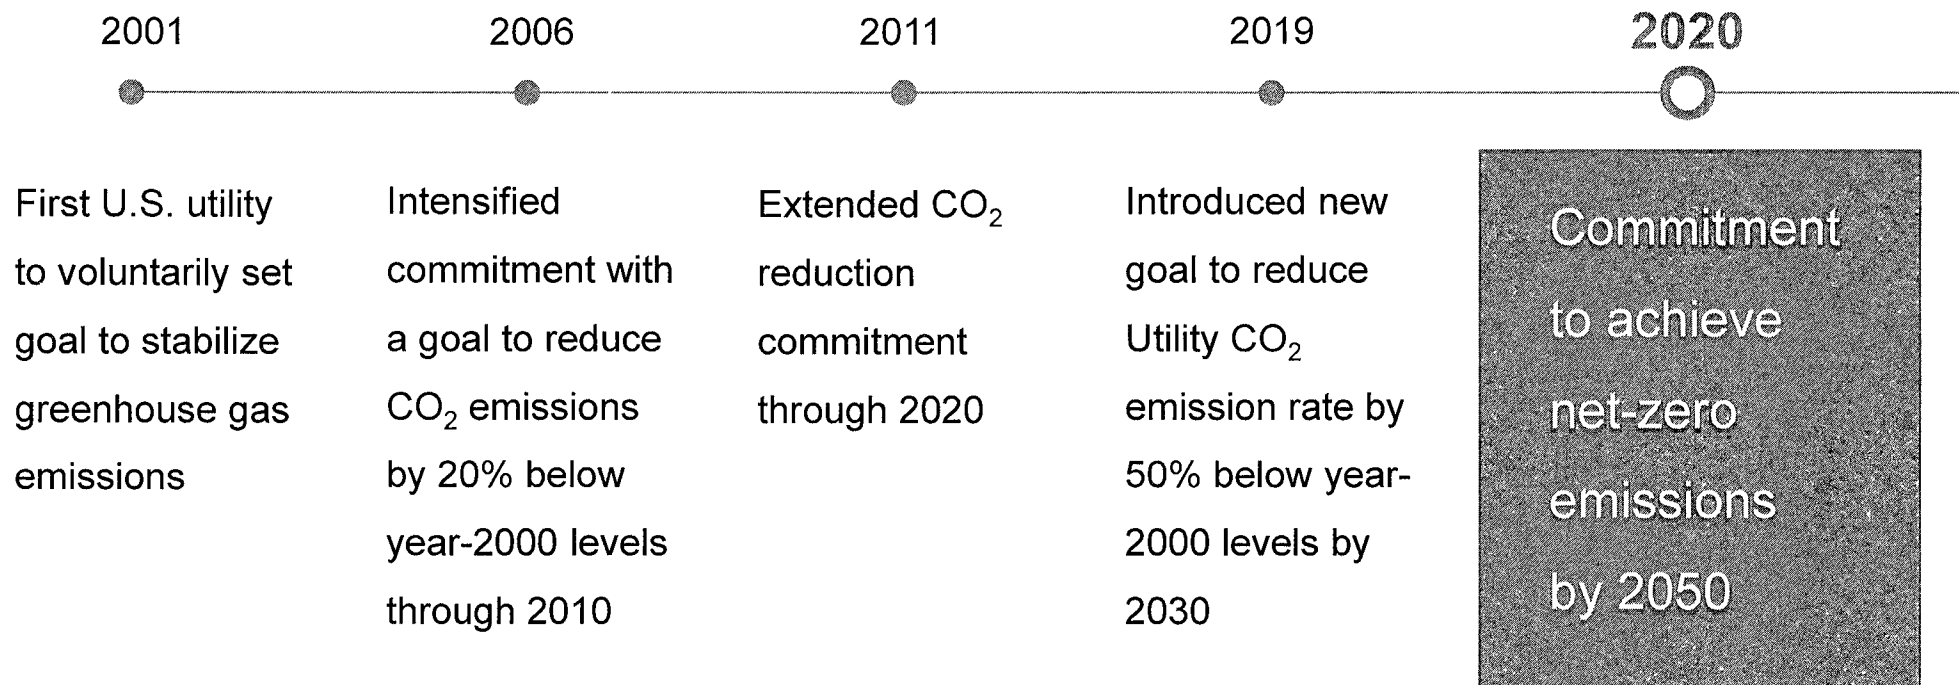 2001
First U.S. utility
to voluntarily set
goal to stabilize
greenhouse gas
emissions
2006
Intensified
commitment with
a goal to reduce
CO₂ emissions
by 20% below
year-2000 levels
through 2010
2011
Extended CO₂
reduction
commitment
through 2020
2019
Introduced new
goal to reduce
Utility CO₂
emission rate by
50% below year-
2000 levels by
2030
2020
Commitment
to achieve
net-zero
emissions
by 2050